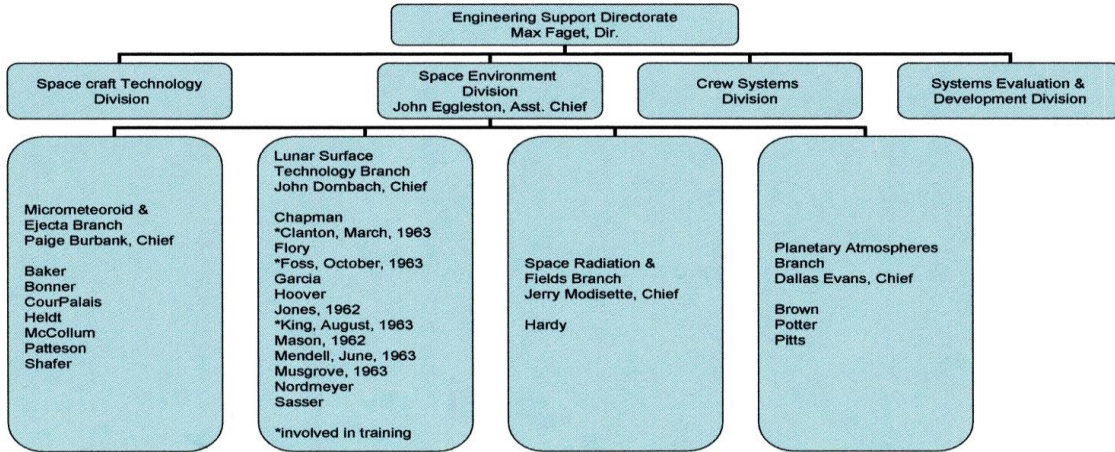 Engineering Support Directorate
Max Faget, Dir.
Space craft Technology
Division
Space Environment
Division
John Eggleston, Asst. Chief
Crew Systems
Division
Systems Evaluation &
Development Division
Micrometeoroid &
Ejecta Branch
Paige Burbank, Chief
Baker
Bonner
CourPalais
Heldt
McCollum
Patteson
Shafer
Lunar Surface
Technology Branch
John Dornbach, Chief
Chapman
*Clanton, March, 1963
Flory
*Foss, October, 1963
Garcia
Hoover
Jones, 1962
*King, August, 1963
Mason, 1962
Mendell, June, 1963
Musgrove, 1963
Nordmeyer
Sasser
*involved in training
Space Radiation &
Fields Branch
Jerry Modisette, Chief
Hardy
Planetary Atmospheres
Branch
Dallas Evans, Chief
Brown
Potter
Pitts